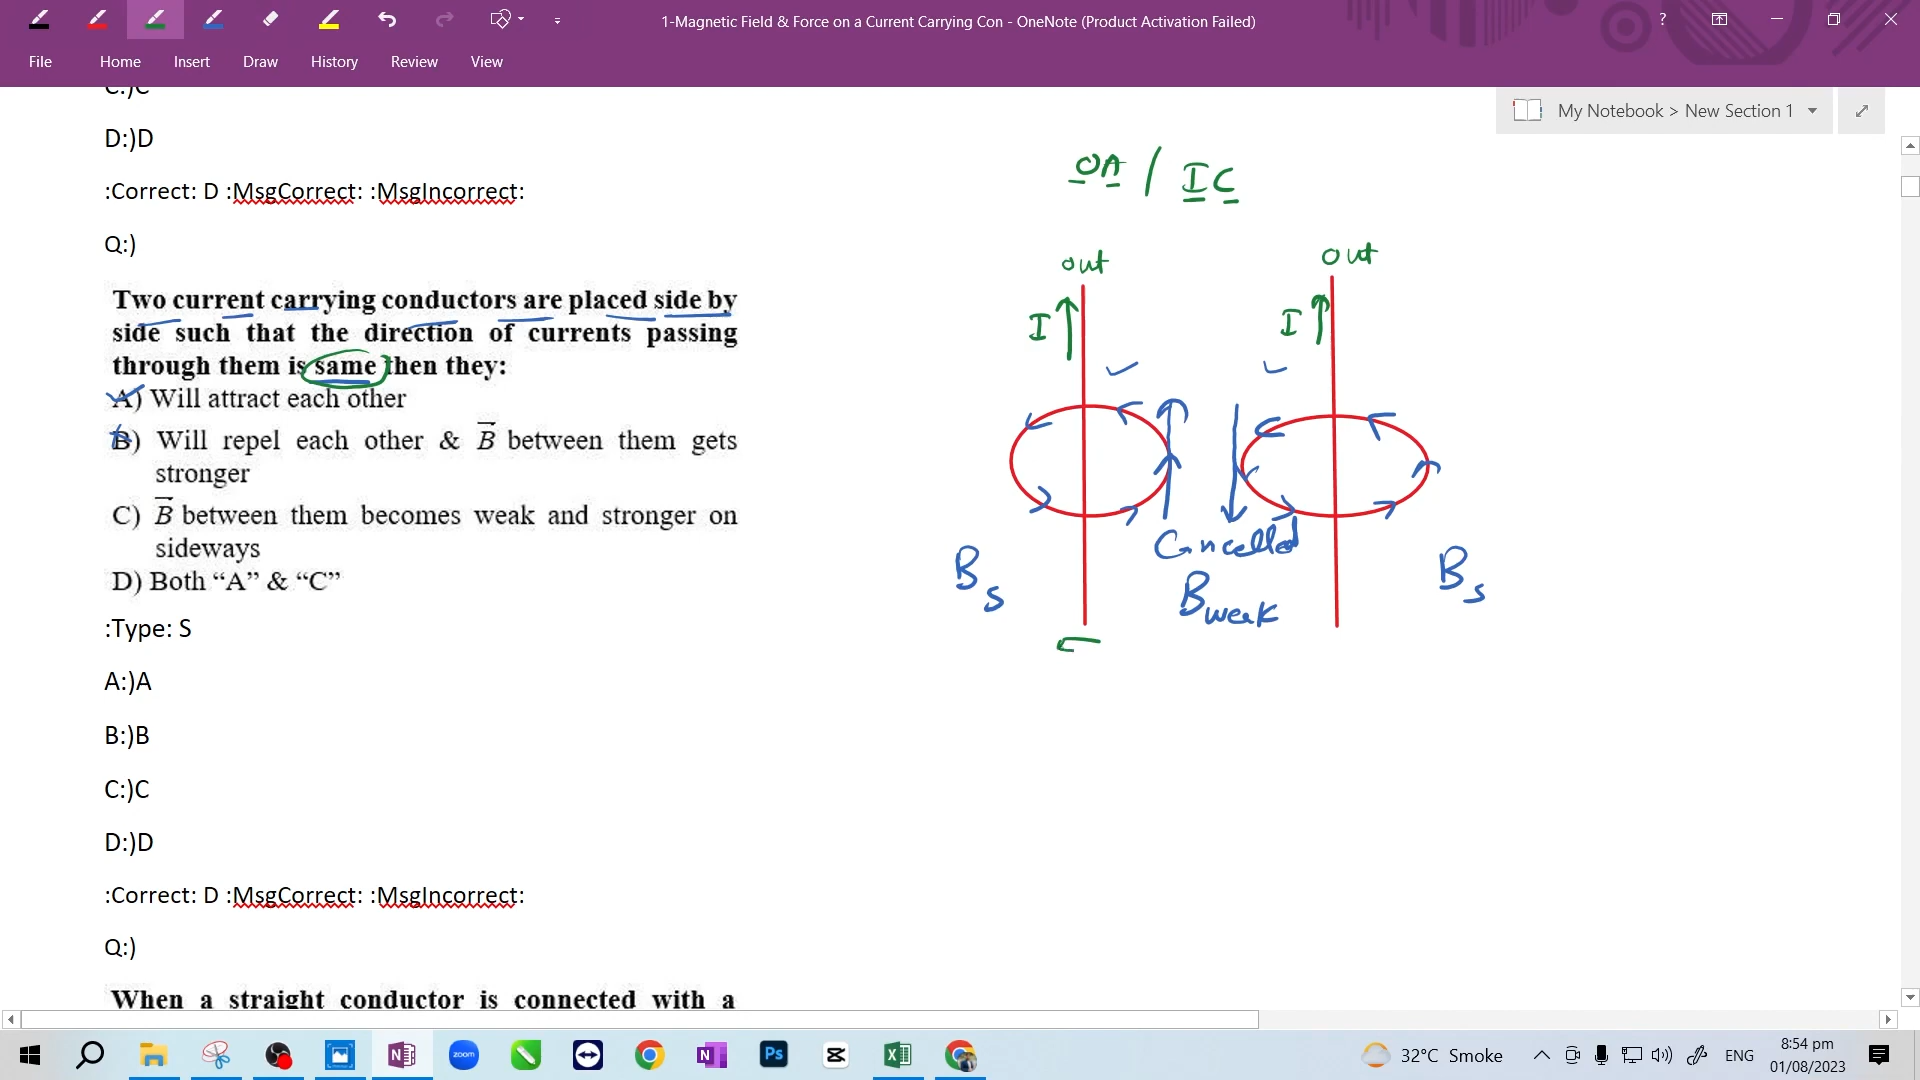 1-Magnetic Field & Force on a Current Carrying Con - OneNote (Product Activation Failed)
?
File Home Insert Draw History Review View
My Notebook > New Section 1
C:)C
D:)D
:Correct: D :MsgCorrect: :MsgIncorrect:
Q:)
Two current carrying conductors are placed side by
side such that the direction of currents passing
through them is same then they:
A) Will attract each other
B) Will repel each other & B between them gets
stronger
C) B between them becomes weak and stronger on
sideways
D) Both “A” & “C”
:Type: S
A:)A
B:)B
C:)C
D:)D
:Correct: D :MsgCorrect: :MsgIncorrect:
Q:)
When a straight conductor is connected with a
OA / IC
out
out
I
I
Cancelled
Bs
Bweak
Bs
zoom
N
N
Ps
X
32°C Smoke
ENG
8:54 pm
01/08/2023